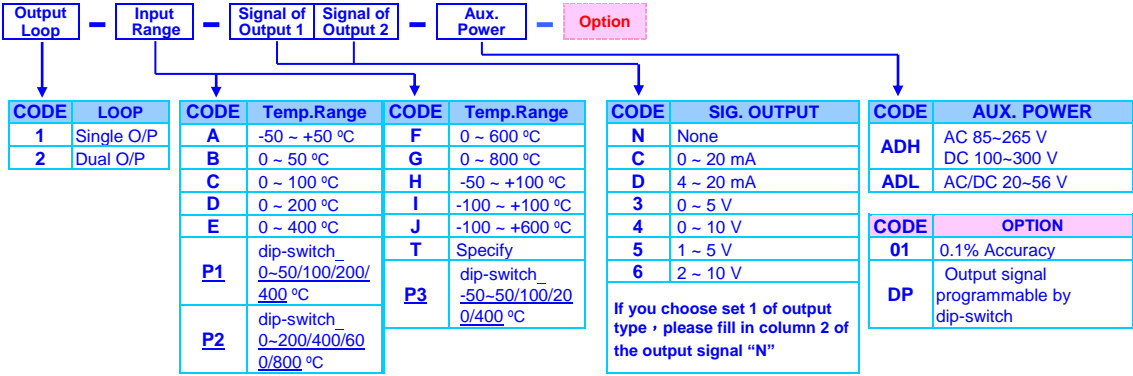 Output Loop – Input Range – Signal of Output 1 Signal of Output 2 – Aux. Power – Option
CODE LOOP
1 Single O/P
2 Dual O/P
CODE Temp.Range
A -50 ~ +50 ºC
B 0 ~ 50 ºC
C 0 ~ 100 ºC
D 0 ~ 200 ºC
E 0 ~ 400 ºC
P1 dip-switch_
0~50/100/200/
400 ºC
P2 dip-switch_
0~200/400/60
0/800 ºC
CODE Temp.Range
F 0 ~ 600 ºC
G 0 ~ 800 ºC
H -50 ~ +100 ºC
I -100 ~ +100 ºC
J -100 ~ +600 ºC
T Specify
P3 dip-switch_
-50~50/100/20
0/400 ºC
CODE SIG. OUTPUT
N None
C 0 ~ 20 mA
D 4 ~ 20 mA
3 0 ~ 5 V
4 0 ~ 10 V
5 1 ~ 5 V
6 2 ~ 10 V
If you choose set 1 of output
type，please fill in column 2 of
the output signal “N”
CODE AUX. POWER
ADH AC 85~265 V
DC 100~300 V
ADL AC/DC 20~56 V
CODE OPTION
01 0.1% Accuracy
DP Output signal
programmable by
dip-switch